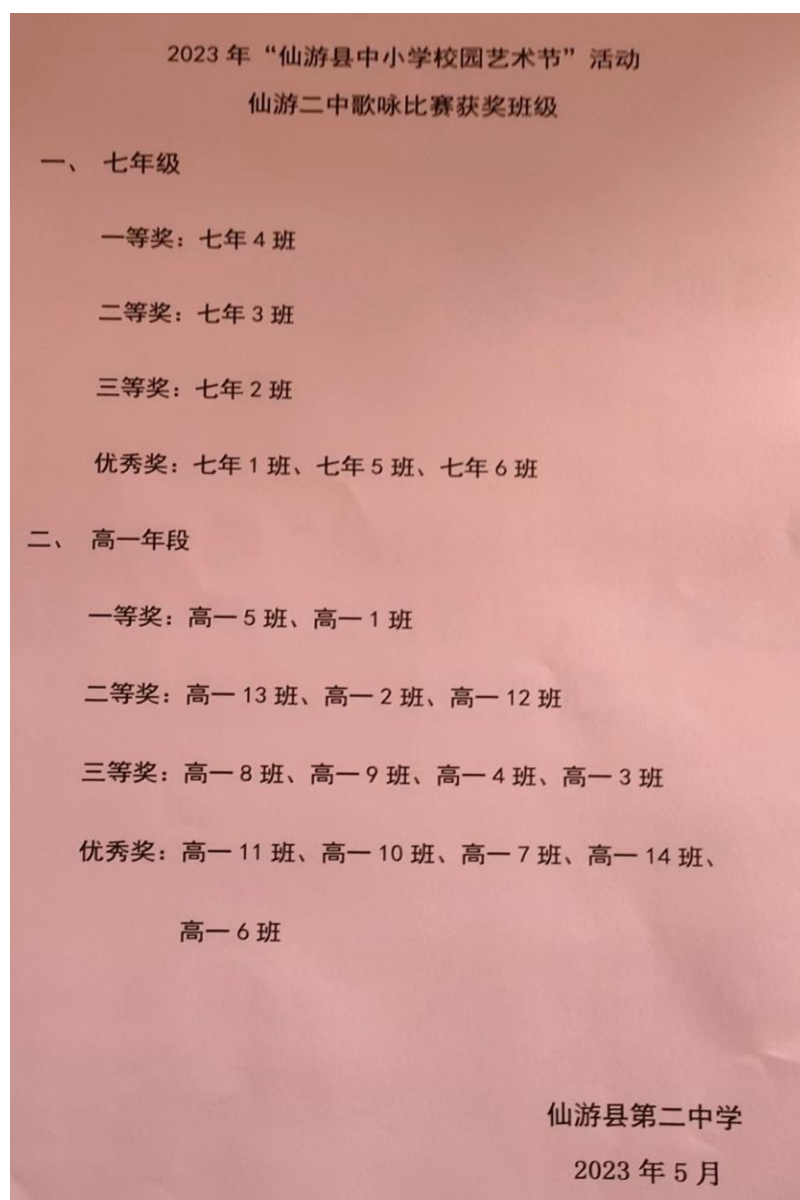 2023 年“仙游县中小学校园艺术节”活动
仙游二中歌咏比赛获奖班级
一、 七年级
一等奖：七年 4 班
二等奖：七年 3 班
三等奖：七年 2 班
优秀奖：七年 1 班、七年 5 班、七年 6 班
二、 高一年段
一等奖：高一 5 班、高一 1 班
二等奖：高一 13 班、高一 2 班、高一 12 班
三等奖：高一 8 班、高一 9 班、高一 4 班、高一 3 班
优秀奖：高一 11 班、高一 10 班、高一 7 班、高一 14 班、
高一 6 班
仙游县第二中学
2023 年 5 月